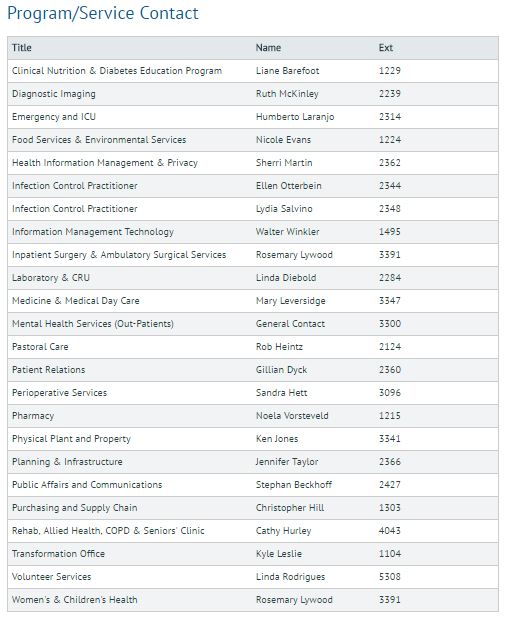 Program/Service Contact
Title Name Ext
Clinical Nutrition & Diabetes Education Program Liane Barefoot 1229
Diagnostic Imaging Ruth McKinley 2239
Emergency and ICU Humberto Laranjo 2314
Food Services & Environmental Services Nicole Evans 1224
Health Information Management & Privacy Sherri Martin 2362
Infection Control Practitioner Ellen Otterbein 2344
Infection Control Practitioner Lydia Salvino 2348
Information Management Technology Walter Winkler 1495
Inpatient Surgery & Ambulatory Surgical Services Rosemary Lywood 3391
Laboratory & CRU Linda Diebold 2284
Medicine & Medical Day Care Mary Leversidge 3347
Mental Health Services (Out-Patients) General Contact 3300
Pastoral Care Rob Heintz 2124
Patient Relations Gillian Dyck 2360
Perioperative Services Sandra Hett 3096
Pharmacy Noela Vorsteveld 1215
Physical Plant and Property Ken Jones 3341
Planning & Infrastructure Jennifer Taylor 2366
Public Affairs and Communications Stephan Beckhoff 2427
Purchasing and Supply Chain Christopher Hill 1303
Rehab, Allied Health, COPD & Seniors' Clinic Cathy Hurley 4043
Transformation Office Kyle Leslie 1104
Volunteer Services Linda Rodrigues 5308
Women's & Children's Health Rosemary Lywood 3391